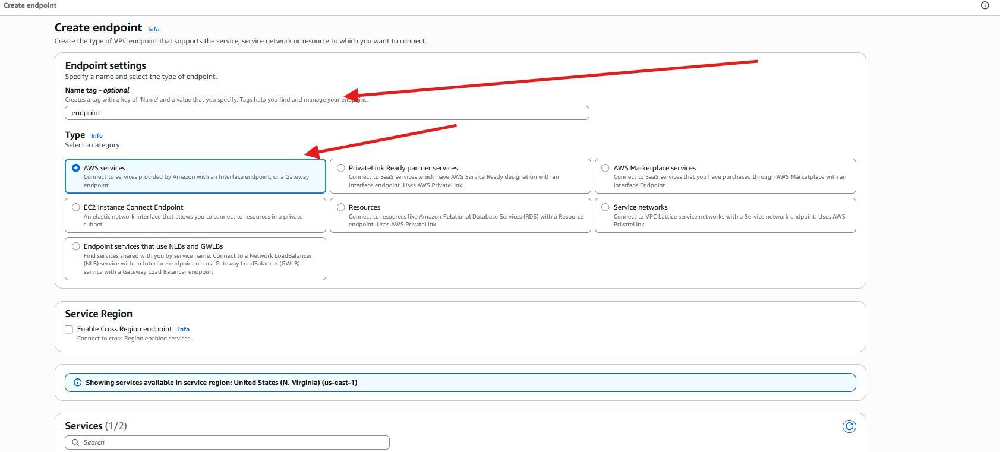 Create endpoint
Create endpoint Info
Create the type of VPC endpoint that supports the service, service network or resource to which you want to connect.
Endpoint settings
Specify a name and select the type of endpoint.
Name tag - optional
Creates a tag with a key of 'Name' and a value that you specify. Tags help you find and manage your endpoint.
endpoint
Type Info
Select a category
AWS services
Connect to services provided by Amazon with an Interface endpoint, or a Gateway
endpoint
PrivateLink Ready partner services
Connect to SaaS services which have AWS Service Ready designation with an
Interface endpoint. Uses AWS PrivateLink
AWS Marketplace services
Connect to SaaS services that you have purchased through AWS Marketplace with an
Interface Endpoint
EC2 Instance Connect Endpoint
An elastic network interface that allows you to connect to resources in a private
subnet
Resources
Connect to resources like Amazon Relational Database Services (RDS) with a Resource
endpoint. Uses AWS PrivateLink
Service networks
Connect to VPC Lattice service networks with a Service network endpoint. Uses AWS
PrivateLink
Endpoint services that use NLBs and GWLBs
Find services shared with you by service name. Connect to a Network LoadBalancer
(NLB) service with an Interface endpoint or to a Gateway LoadBalancer (GWLB)
service with a Gateway Load Balancer endpoint
Service Region
Enable Cross Region endpoint Info
Connect to cross Region enabled services.
Showing services available in service region: United States (N. Virginia) (us-east-1)
Services (1/2)
Search